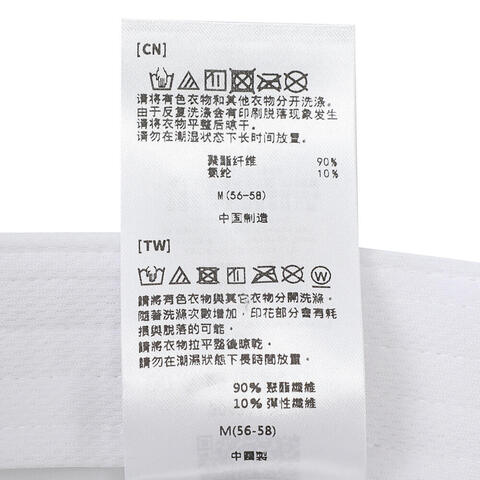 [CN]
请将有色衣物和其他衣物分开洗涤.
由于反复洗涤会有印刷脱落现象发生
请将衣物平整后晾干.
请勿在潮湿状态下长时间放置.
聚酯纤维 90%
氨纶 10%
M(56-58)
中国制造
[TW]
請將有色衣物與其它衣物分開洗滌.
隨著洗滌次數增加, 印花部分會有耗
損與脫落的可能.
請將衣物拉平整後晾乾.
請勿在潮濕狀態下長時間放置.
90% 聚酯纖維
10% 彈性纖維
M(56-58)
中國製